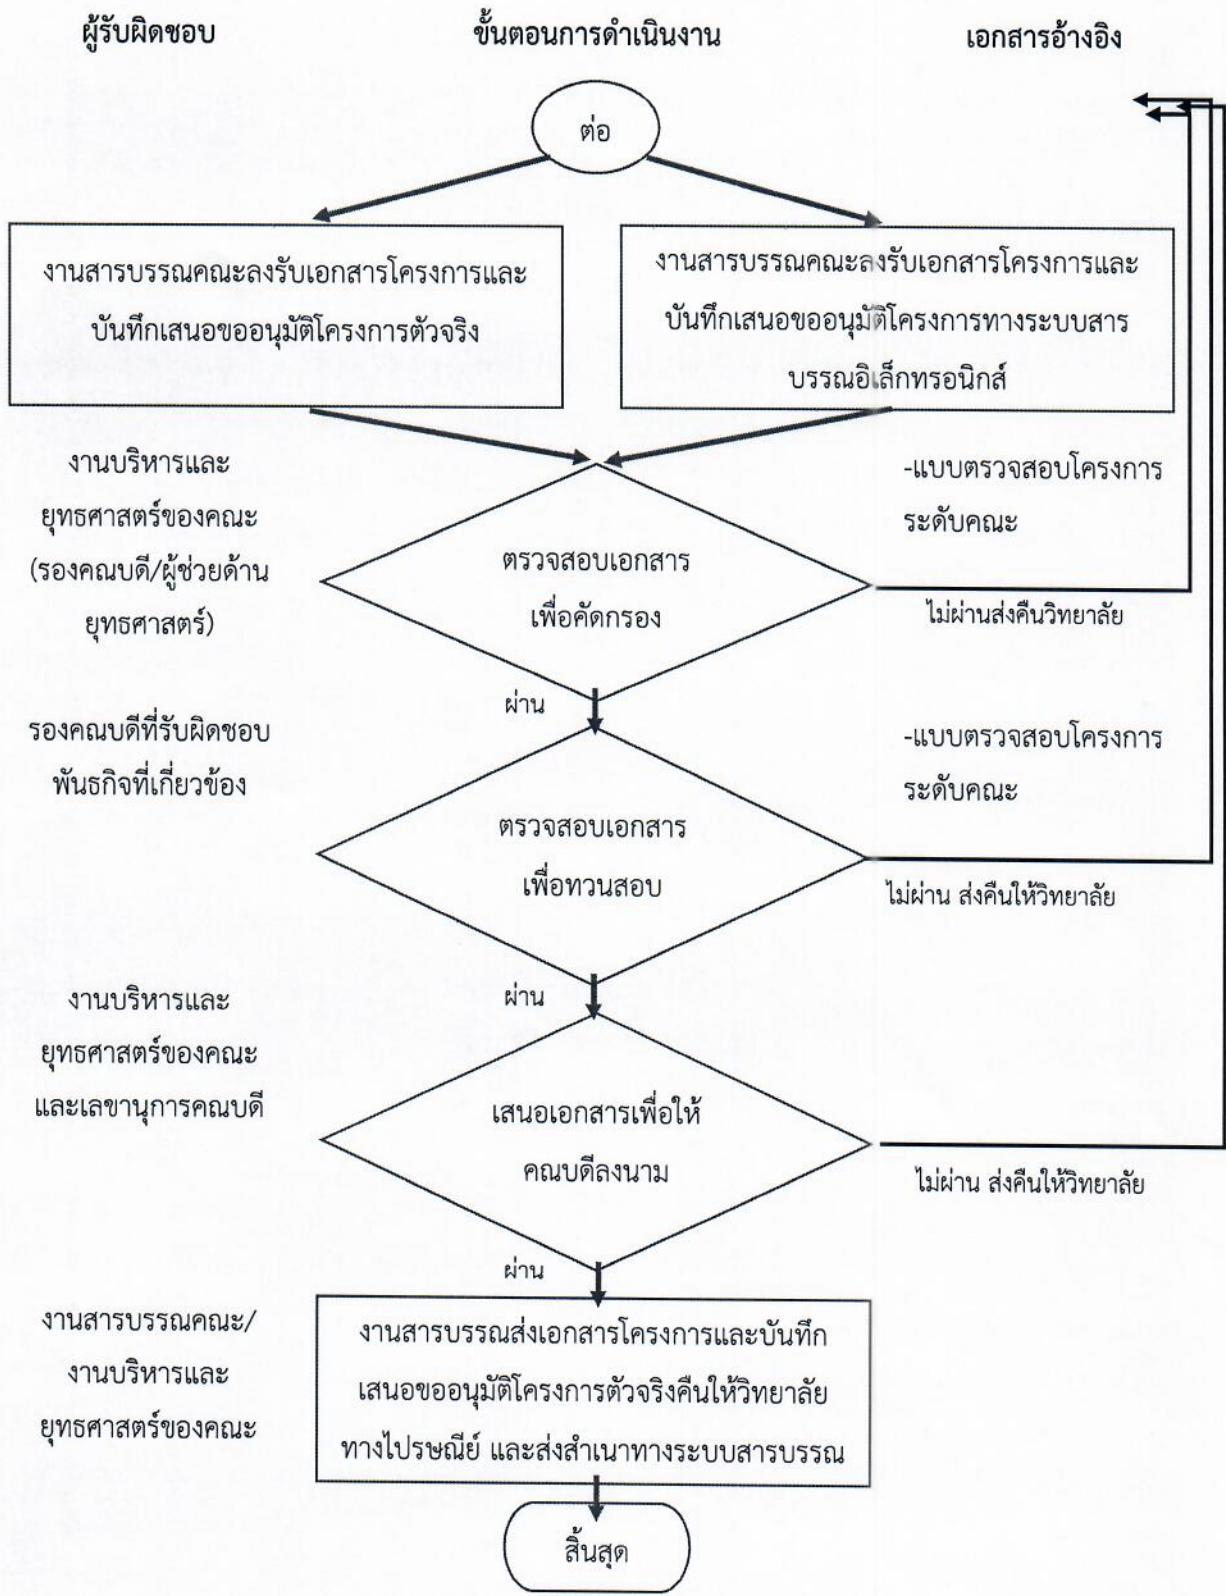 ผู้รับผิดชอบ
ขั้นตอนการดำเนินงาน
เอกสารอ้างอิง
ต่อ
งานสารบรรณคณะลงรับเอกสารโครงการและ
บันทึกเสนอขออนุมัติโครงการตัวจริง
งานสารบรรณคณะลงรับเอกสารโครงการและ
บันทึกเสนอขออนุมัติโครงการทางระบบสาร
บรรณอิเล็กทรอนิกส์
งานบริหารและ
ยุทธศาสตร์ของคณะ
(รองคณบดี/ผู้ช่วยด้าน
ยุทธศาสตร์)
ตรวจสอบเอกสาร
เพื่อคัดกรอง
-แบบตรวจสอบโครงการ
ระดับคณะ
ไม่ผ่านส่งคืนวิทยาลัย
ผ่าน
รองคณบดีที่รับผิดชอบ
พันธกิจที่เกี่ยวข้อง
ตรวจสอบเอกสาร
เพื่อทวนสอบ
-แบบตรวจสอบโครงการ
ระดับคณะ
ไม่ผ่าน ส่งคืนให้วิทยาลัย
ผ่าน
งานบริหารและ
ยุทธศาสตร์ของคณะ
และเลขานุการคณบดี
เสนอเอกสารเพื่อให้
คณบดีลงนาม
ไม่ผ่าน ส่งคืนให้วิทยาลัย
ผ่าน
งานสารบรรณคณะ/
งานบริหารและ
ยุทธศาสตร์ของคณะ
งานสารบรรณส่งเอกสารโครงการและบันทึก
เสนอขออนุมัติโครงการตัวจริงคืนให้วิทยาลัย
ทางไปรษณีย์ และส่งสำเนาทางระบบสารบรรณ
สิ้นสุด